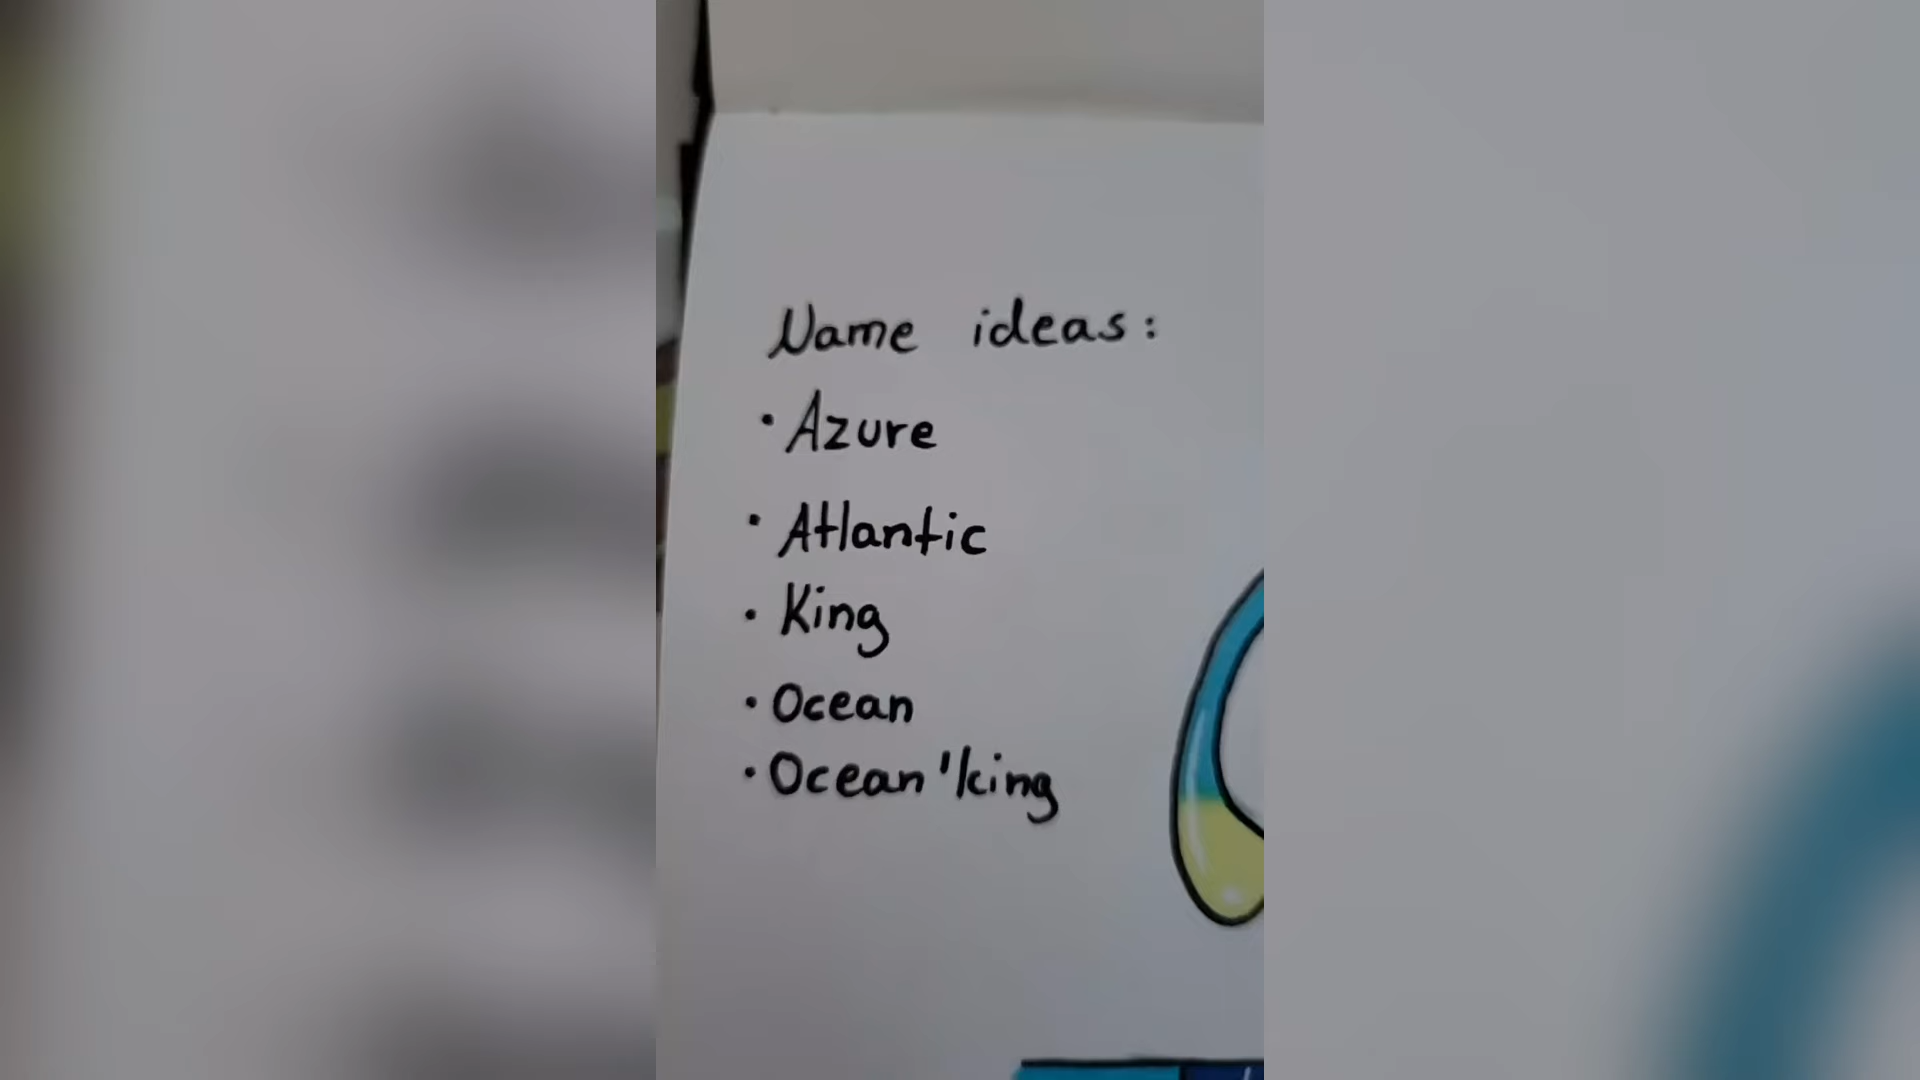 Name ideas:
· Azure
· Atlantic
· King
· Ocean
· Ocean'king